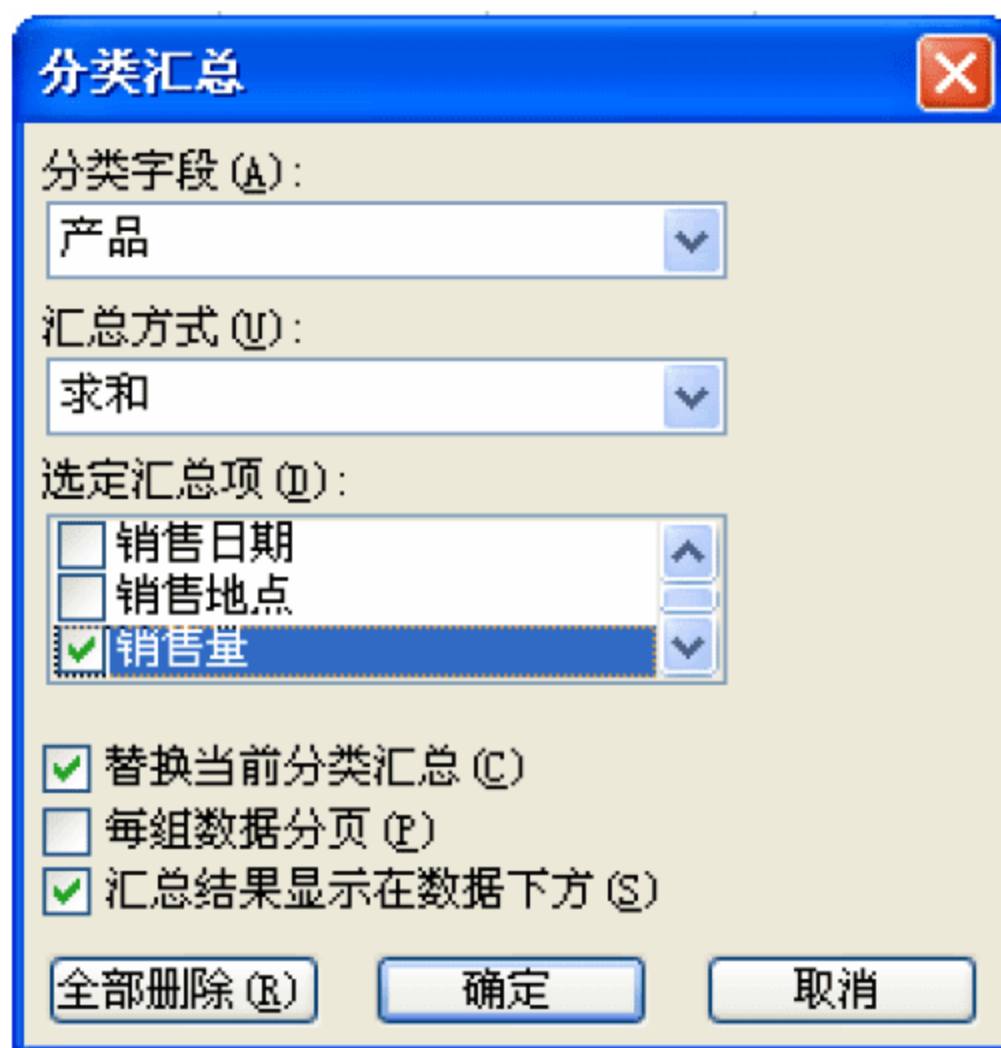 分类汇总
分类字段(A):
产品
汇总方式(U):
求和
选定汇总项(D):
销售日期
销售地点
销售量
替换当前分类汇总(C)
每组数据分页(P)
汇总结果显示在数据下方(S)
全部删除(R) 确定 取消